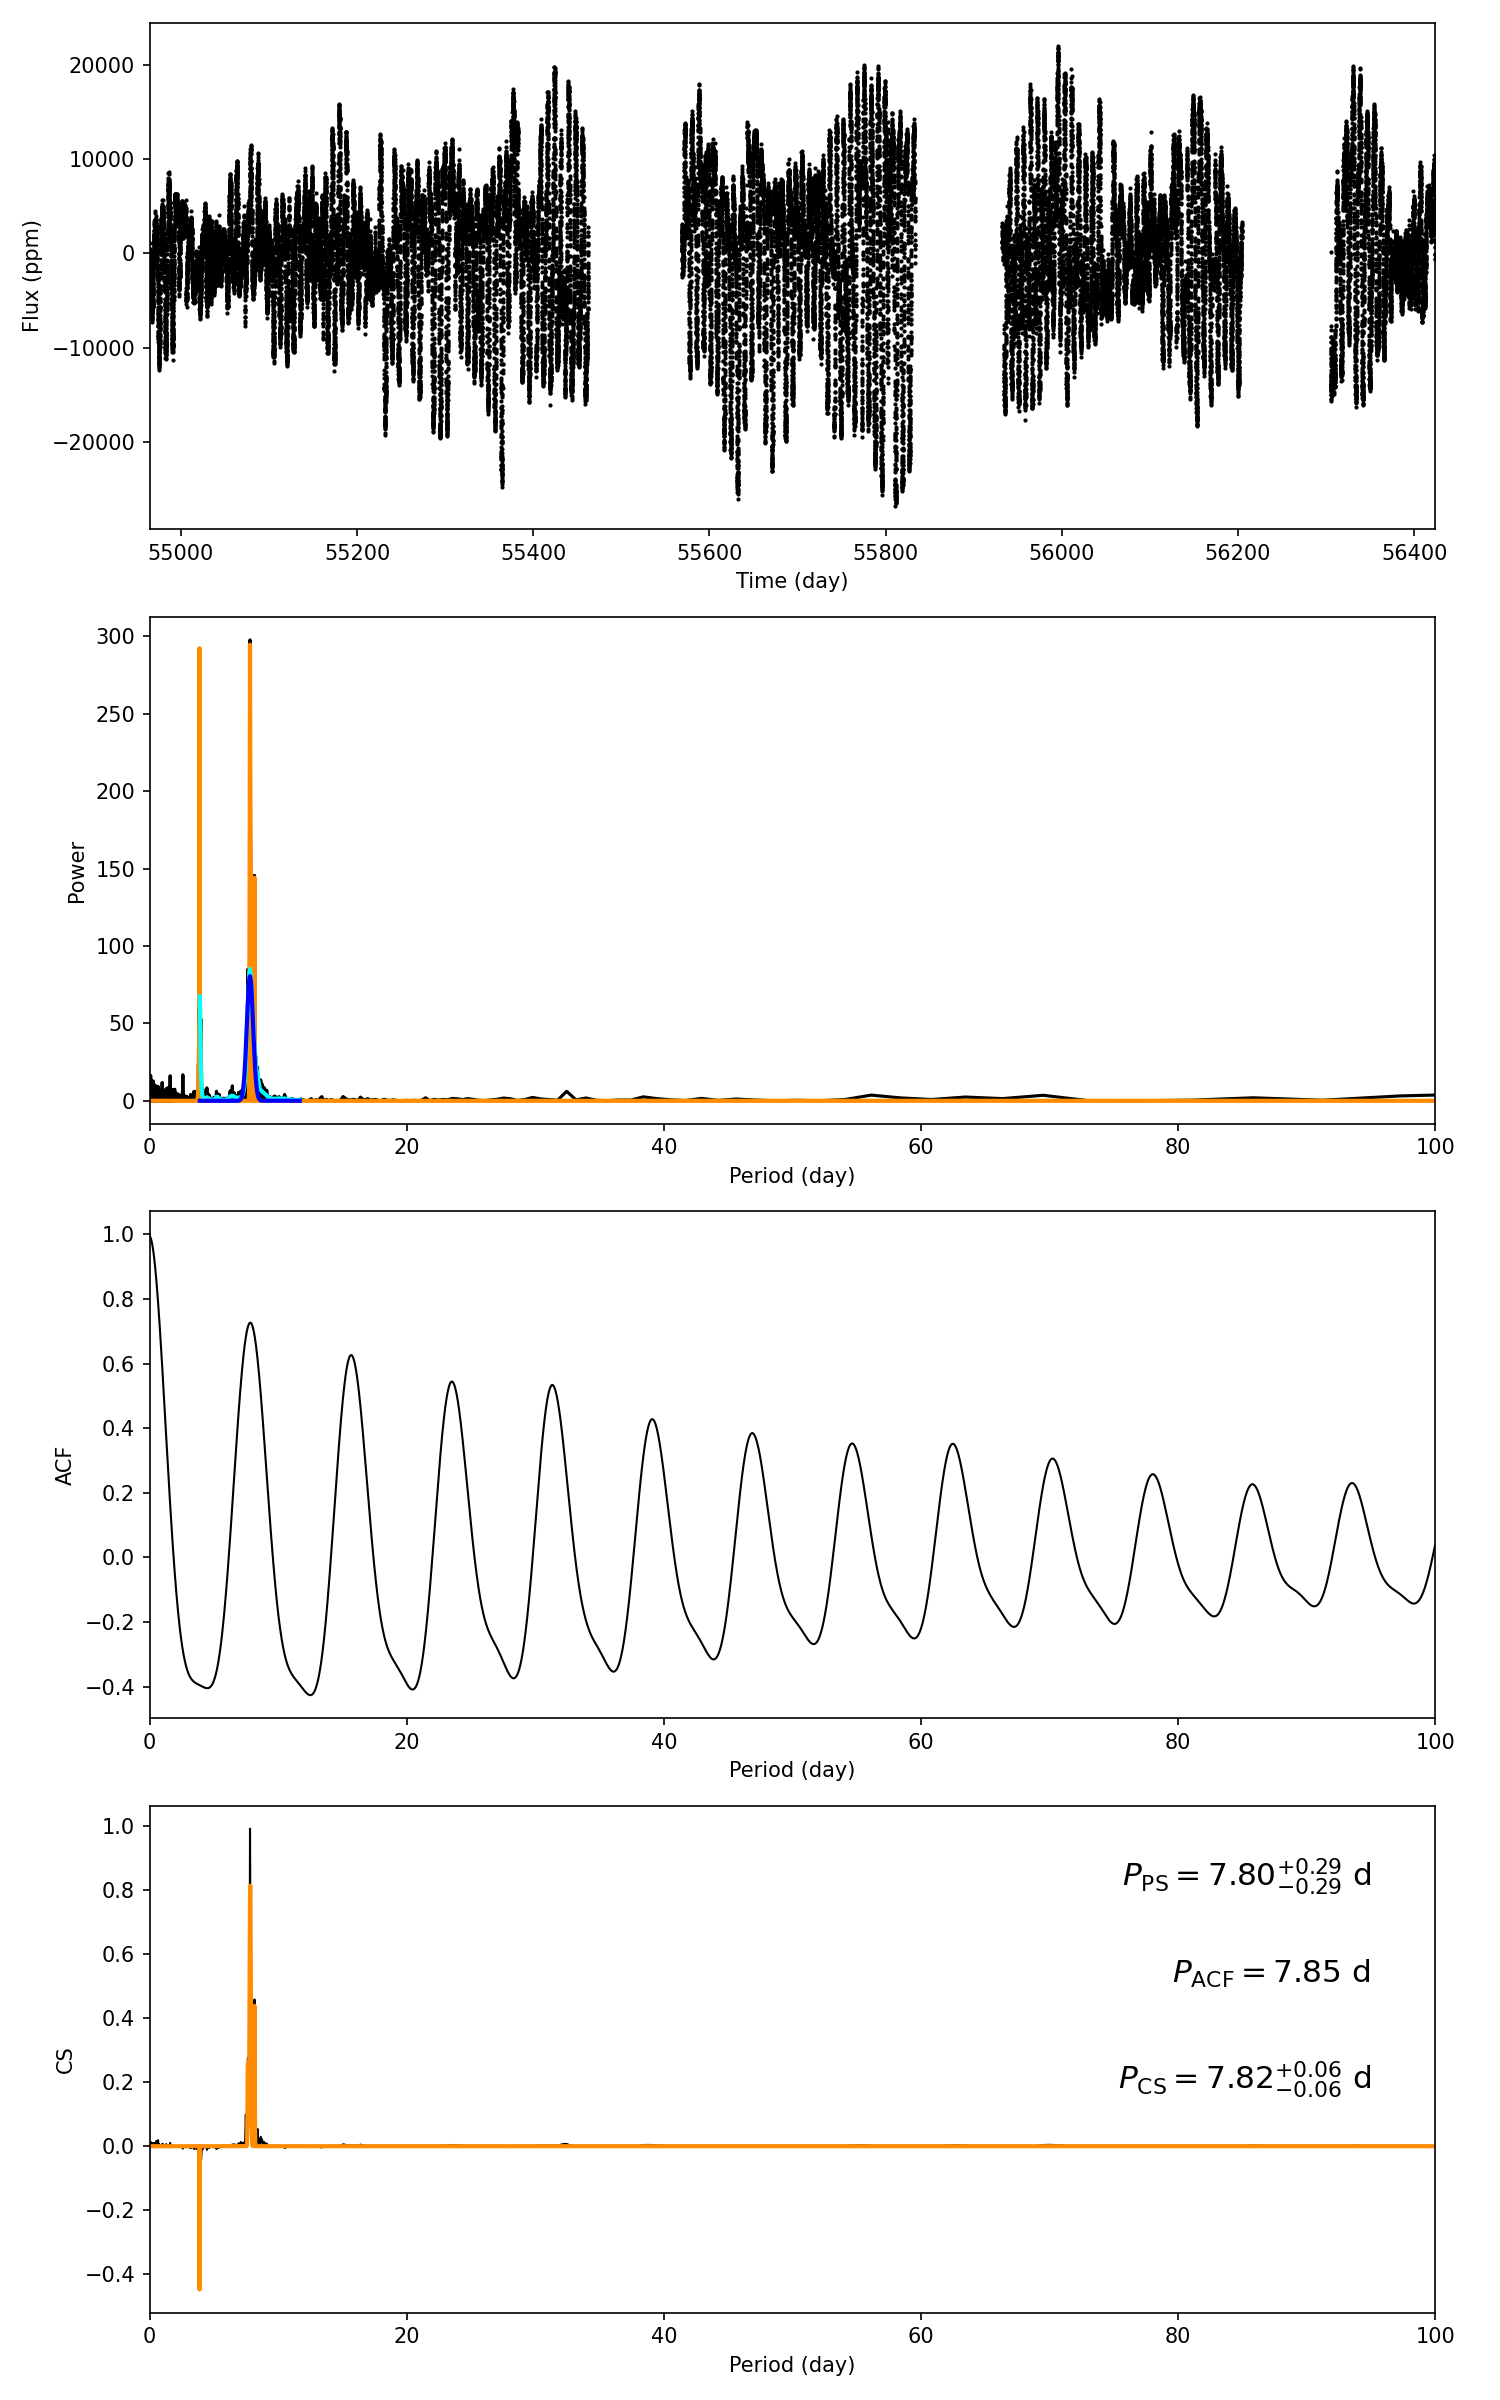 20000
10000
0
−10000
−20000
Flux (ppm)
55000 55200 55400 55600 55800 56000 56200 56400
Time (day)
300
250
200
150
100
50
0
Power
0 20 40 60 80 100
Period (day)
1.0
0.8
0.6
0.4
0.2
0.0
−0.2
−0.4
ACF
0 20 40 60 80 100
Period (day)
1.0
0.8
0.6
0.4
0.2
0.0
−0.2
−0.4
CS
P_PS = 7.80^{+0.29}_{−0.29} d
P_ACF = 7.85 d
P_CS = 7.82^{+0.06}_{−0.06} d
0 20 40 60 80 100
Period (day)